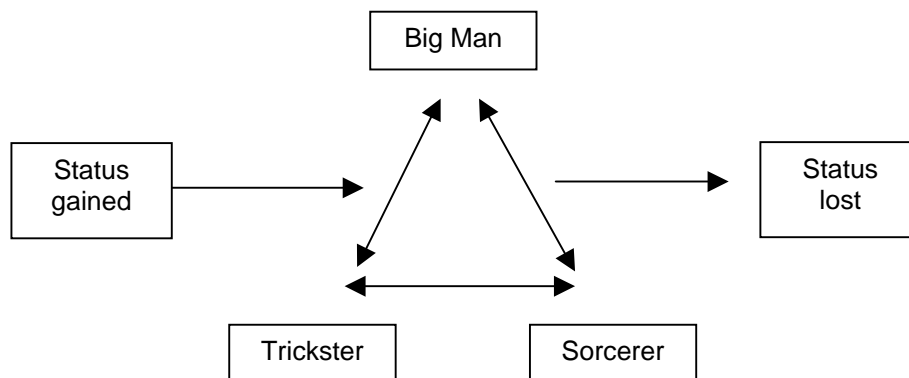 Big Man
Status
gained
Status
lost
Trickster
Sorcerer